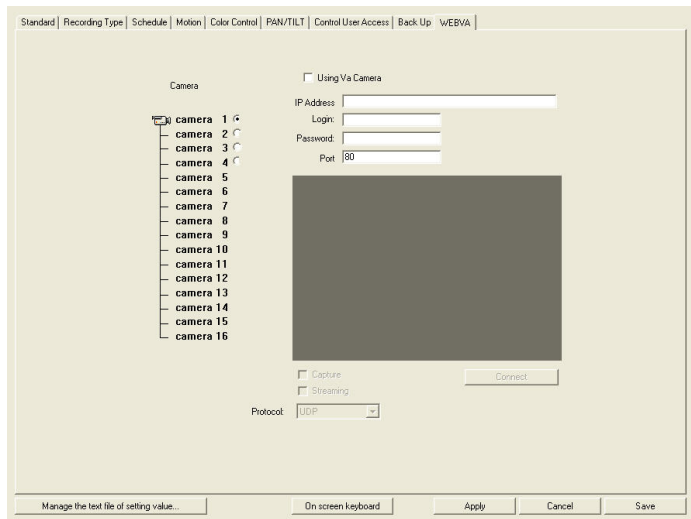 Standard Recording Type Schedule Motion Color Control PAN/TILT Control User Access Back Up WEBVA
Camera
Using Va Camera
IP Address
Login:
Password:
Port 80
camera 1
camera 2
camera 3
camera 4
camera 5
camera 6
camera 7
camera 8
camera 9
camera 10
camera 11
camera 12
camera 13
camera 14
camera 15
camera 16
Capture
Connect
Streaming
Protocol: UDP
Manage the text file of setting value... On screen keyboard Apply Cancel Save